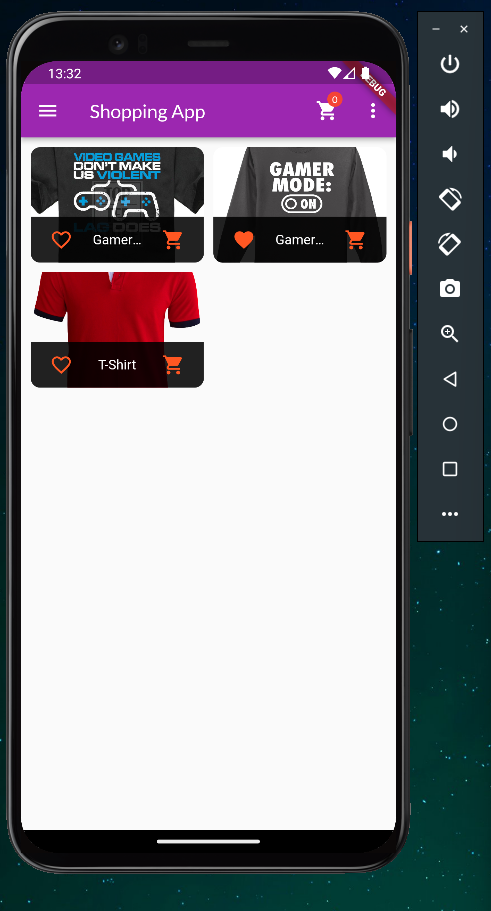 13:32
DEBUG
Shopping App
0
VIDEO GAMES
DON'T MAKE
US VIOLENT
LAG DOES
Gamer...
GAMER
MODE:
ON
Gamer...
T-Shirt